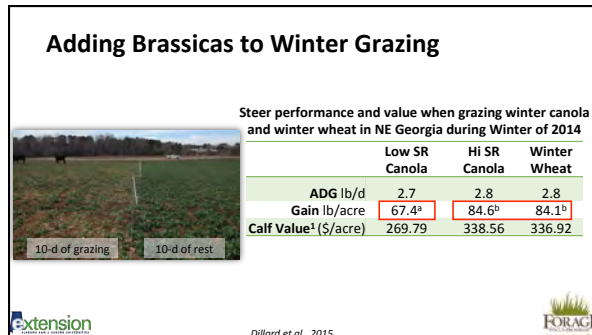 Adding Brassicas to Winter Grazing
Steer performance and value when grazing winter canola
and winter wheat in NE Georgia during Winter of 2014
Low SR Canola Hi SR Canola Winter Wheat
ADG lb/d 2.7 2.8 2.8
Gain lb/acre 67.4a 84.6b 84.1b
Calf Value1 ($/acre) 269.79 338.56 336.92
10-d of grazing 10-d of rest
extension
Dillard et al., 2015
FORAGE